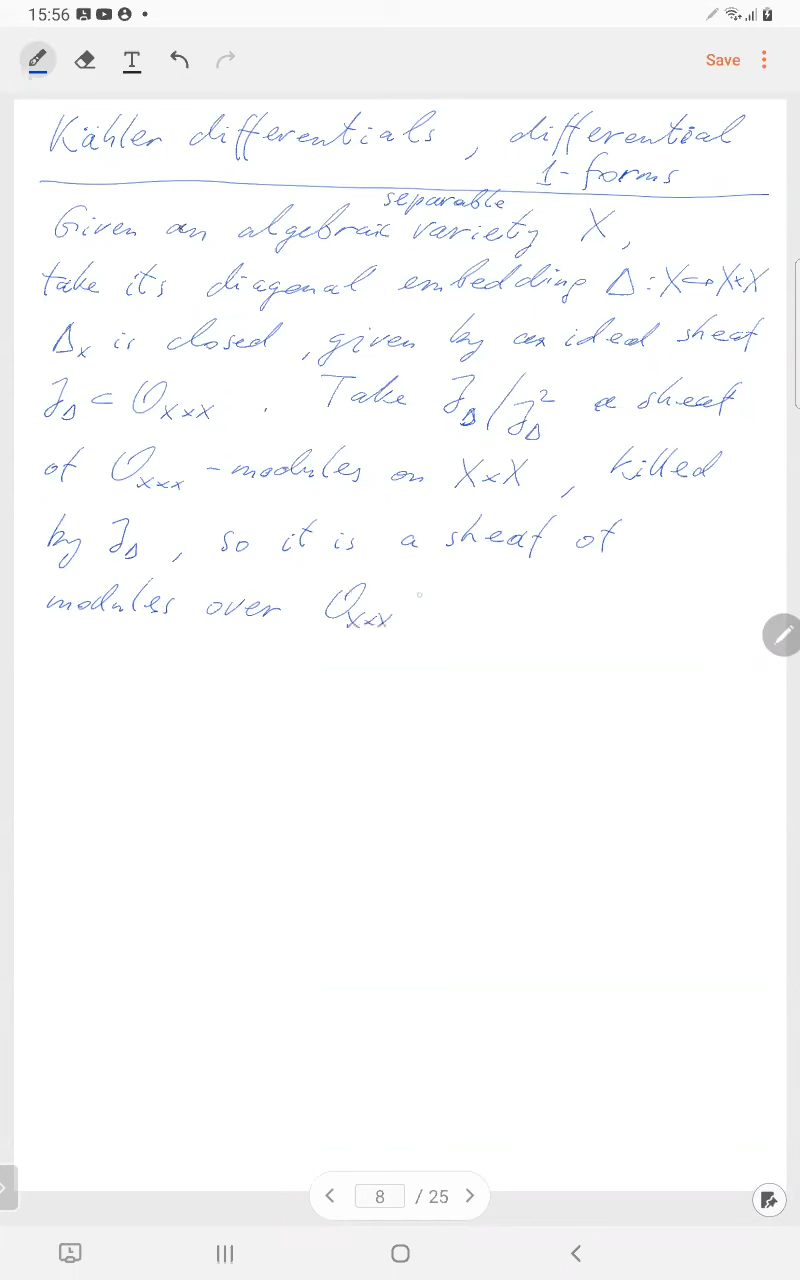 15:56
Save
Kähler differentials, differential
1-forms
separable
Given an algebraic variety X,
take its diagonal embedding Δ : X ↪ X×X
Δ_X is closed, given by an ideal sheaf
J_Δ ⊂ O_{X×X}. Take J_Δ/J_Δ^2 a sheaf
of O_{X×X}-modules on X×X, killed
by J_Δ, so it is a sheaf of
modules over O_{X×X}
8 / 25